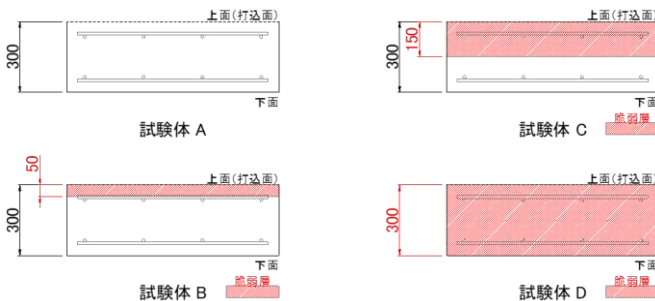 上面(打込面)
300
下面
試験体 A
上面(打込面)
150
300
下面
試験体 C
脆弱層
50
上面(打込面)
300
下面
試験体 B
脆弱層
上面(打込面)
300
下面
試験体 D
脆弱層